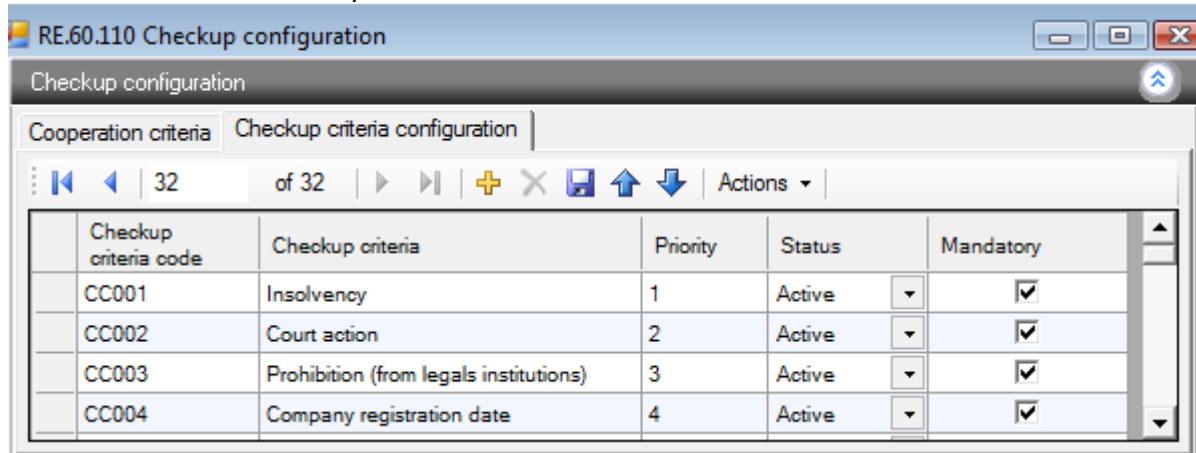 RE.60.110 Checkup configuration
Checkup configuration
Cooperation criteria Checkup criteria configuration
32 of 32 Actions
Checkup criteria code Checkup criteria Priority Status Mandatory
CC001 Insolvency 1 Active
CC002 Court action 2 Active
CC003 Prohibition (from legals institutions) 3 Active
CC004 Company registration date 4 Active